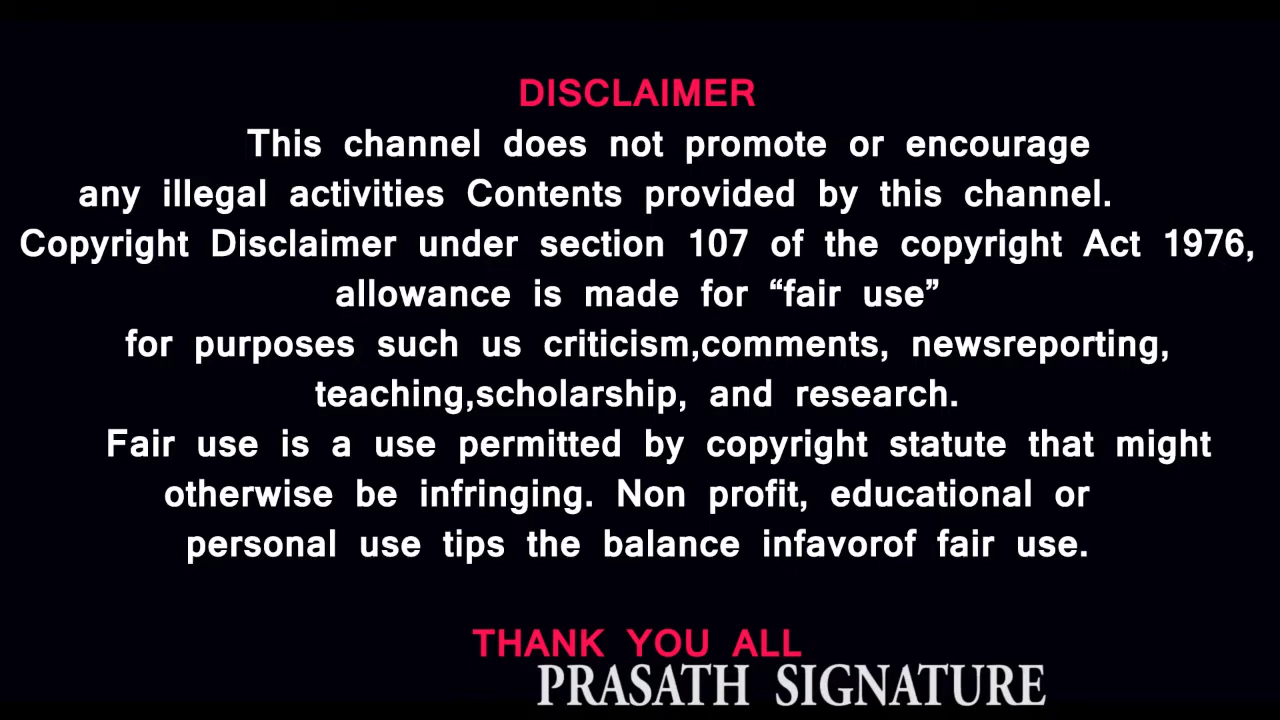 DISCLAIMER
This channel does not promote or encourage
any illegal activities Contents provided by this channel.
Copyright Disclaimer under section 107 of the copyright Act 1976,
allowance is made for “fair use”
for purposes such us criticism,comments, newsreporting,
teaching,scholarship, and research.
Fair use is a use permitted by copyright statute that might
otherwise be infringing. Non profit, educational or
personal use tips the balance infavorof fair use.
THANK YOU ALL
PRASATH SIGNATURE